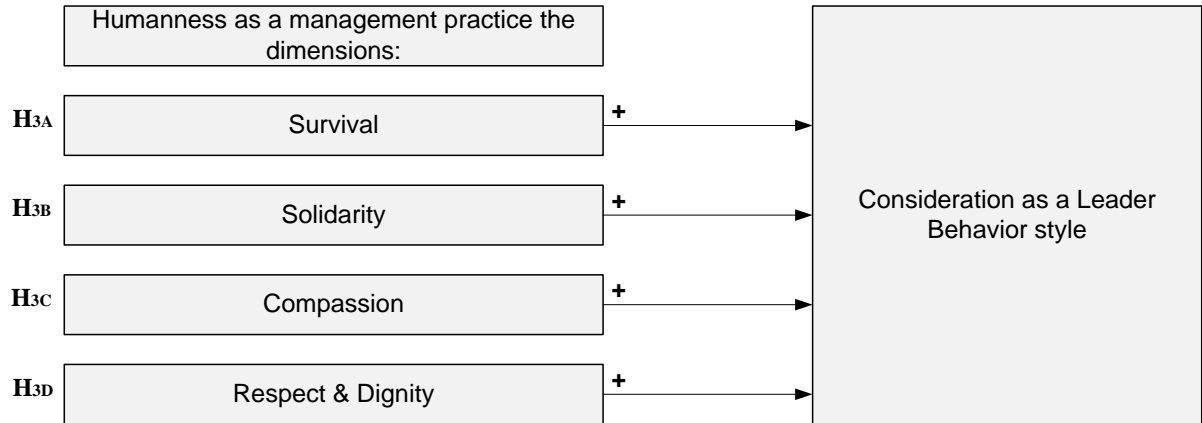 Humanness as a management practice the
dimensions:
H3A
Survival
+
H3B
Solidarity
+
H3C
Compassion
+
H3D
Respect & Dignity
+
Consideration as a Leader
Behavior style